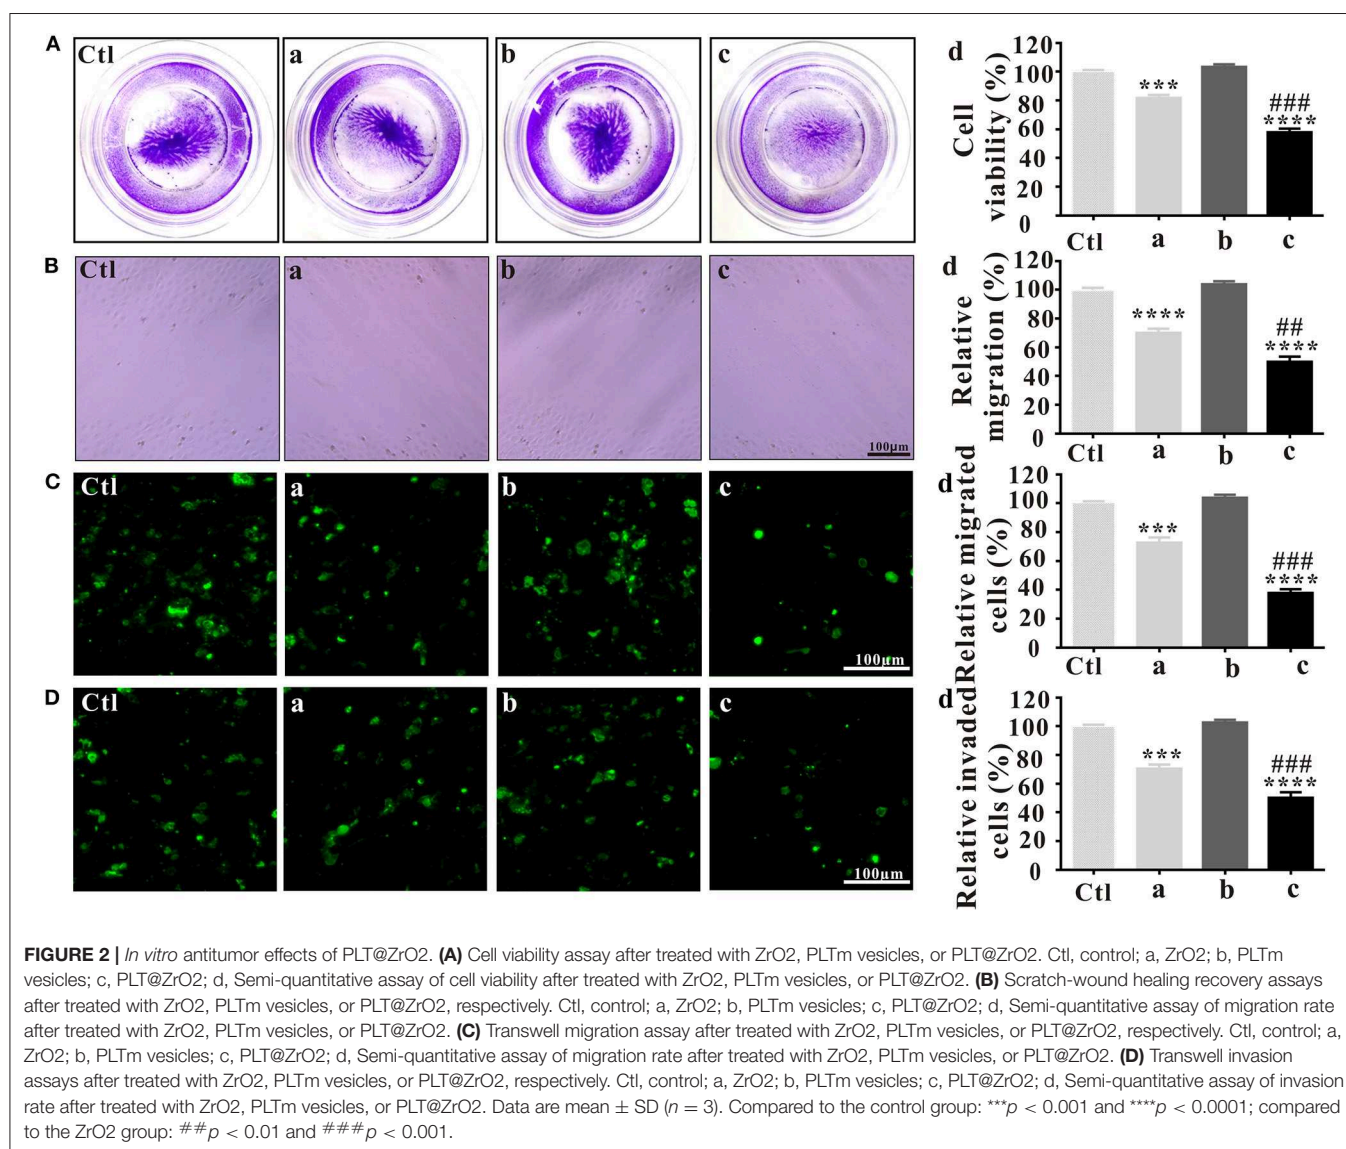 A
Ctl
a
b
c
d
Cell
viability (%)
120
100
80
60
40
20
0
***
###
****
Ctl
a
b
c
B
Ctl
a
b
c
100μm
d
Relative
migration (%)
120
100
80
60
40
20
0
****
##
****
Ctl
a
b
c
C
Ctl
a
b
c
100μm
d
Relative migrated
cells (%)
120
100
80
60
40
20
0
***
###
****
Ctl
a
b
c
D
Ctl
a
b
c
100μm
d
Relative invaded
cells (%)
120
100
80
60
40
20
0
***
###
****
Ctl
a
b
c
FIGURE 2 | In vitro antitumor effects of PLT@ZrO2. (A) Cell viability assay after treated with ZrO2, PLTm vesicles, or PLT@ZrO2. Ctl, control; a, ZrO2; b, PLTm
vesicles; c, PLT@ZrO2; d, Semi-quantitative assay of cell viability after treated with ZrO2, PLTm vesicles, or PLT@ZrO2. (B) Scratch-wound healing recovery assays
after treated with ZrO2, PLTm vesicles, or PLT@ZrO2, respectively. Ctl, control; a, ZrO2; b, PLTm vesicles; c, PLT@ZrO2; d, Semi-quantitative assay of migration rate
after treated with ZrO2, PLTm vesicles, or PLT@ZrO2. (C) Transwell migration assay after treated with ZrO2, PLTm vesicles, or PLT@ZrO2, respectively. Ctl, control; a,
ZrO2; b, PLTm vesicles; c, PLT@ZrO2; d, Semi-quantitative assay of migration rate after treated with ZrO2, PLTm vesicles, or PLT@ZrO2. (D) Transwell invasion
assays after treated with ZrO2, PLTm vesicles, or PLT@ZrO2, respectively. Ctl, control; a, ZrO2; b, PLTm vesicles; c, PLT@ZrO2; d, Semi-quantitative assay of invasion
rate after treated with ZrO2, PLTm vesicles, or PLT@ZrO2. Data are mean ± SD (n = 3). Compared to the control group: ***p < 0.001 and ****p < 0.0001; compared
to the ZrO2 group: ##p < 0.01 and ###p < 0.001.